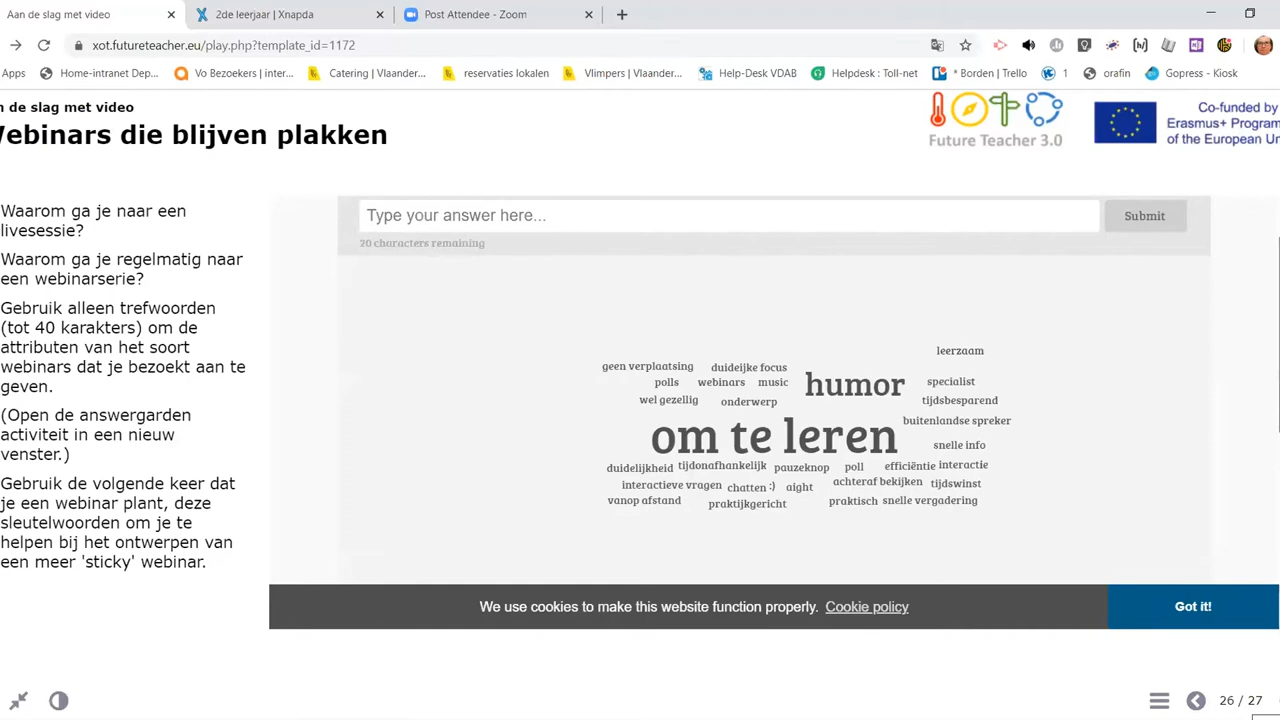 Aan de slag met video
2de leerjaar | Xnapda
Post Attendee - Zoom
xot.futureteacher.eu/play.php?template_id=1172
Apps
Home-intranet Dep...
Vo Bezoekers | inter...
Catering | Vlaander...
reservaties lokalen
Vlimpers | Vlaander...
Help-Desk VDAB
Helpdesk : Toll-net
* Borden | Trello
1
orafin
Gopress - Kiosk
n de slag met video
Webinars die blijven plakken
Future Teacher 3.0
Co-funded by
Erasmus+ Program
of the European Un
Waarom ga je naar een
livesessie?
Waarom ga je regelmatig naar
een webinarserie?
Gebruik alleen trefwoorden
(tot 40 karakters) om de
attributen van het soort
webinars dat je bezoekt aan te
geven.
(Open de answergarden
activiteit in een nieuw
venster.)
Gebruik de volgende keer dat
je een webinar plant, deze
sleutelwoorden om je te
helpen bij het ontwerpen van
een meer 'sticky' webinar.
Type your answer here...
Submit
20 characters remaining
leerzaam
geen verplaatsing duideijke focus
polls webinars music humor specialist
wel gezellig onderwerp tijdsbesparend
om te leren buitenlandse spreker
snelle info
duidelijkheid tijdonafhankelijk pauzeknop poll efficiëntie interactie
interactieve vragen chatten :) aight achteraf bekijken tijdswinst
vanop afstand praktijkgericht praktisch snelle vergadering
We use cookies to make this website function properly. Cookie policy
Got it!
26 / 27